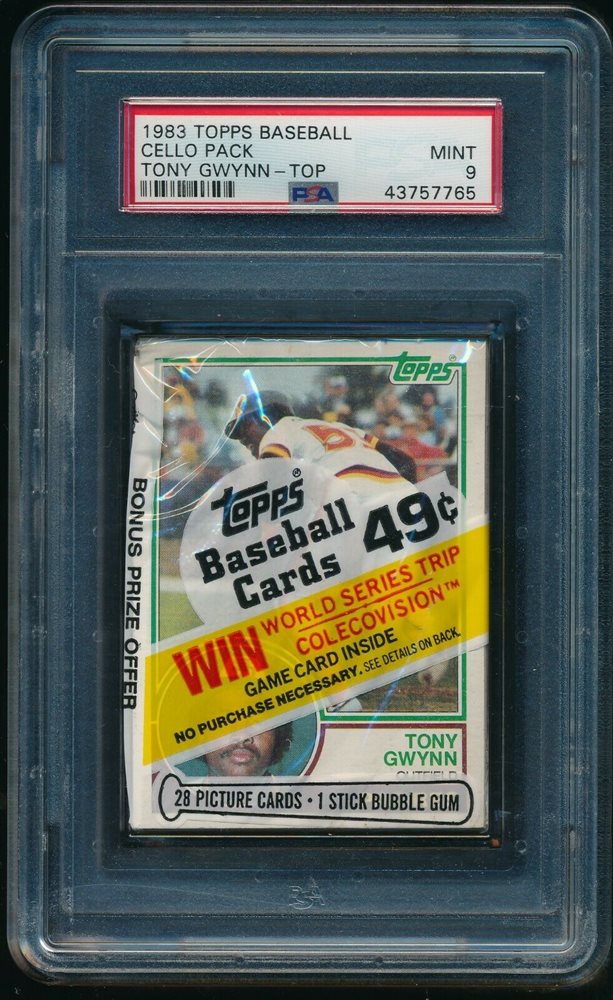 1983 TOPPS BASEBALL
CELLO PACK
MINT
TONY GWYNN - TOP
9
PSA
43757765
topps®
topps®
Baseball
Cards 49¢
BONUS PRIZE OFFER
WIN WORLD SERIES TRIP
COLECOVISION™
GAME CARD INSIDE
NO PURCHASE NECESSARY. SEE DETAILS ON BACK.
TONY
GWYNN
OUTFIELD
28 PICTURE CARDS • 1 STICK BUBBLE GUM
PSA